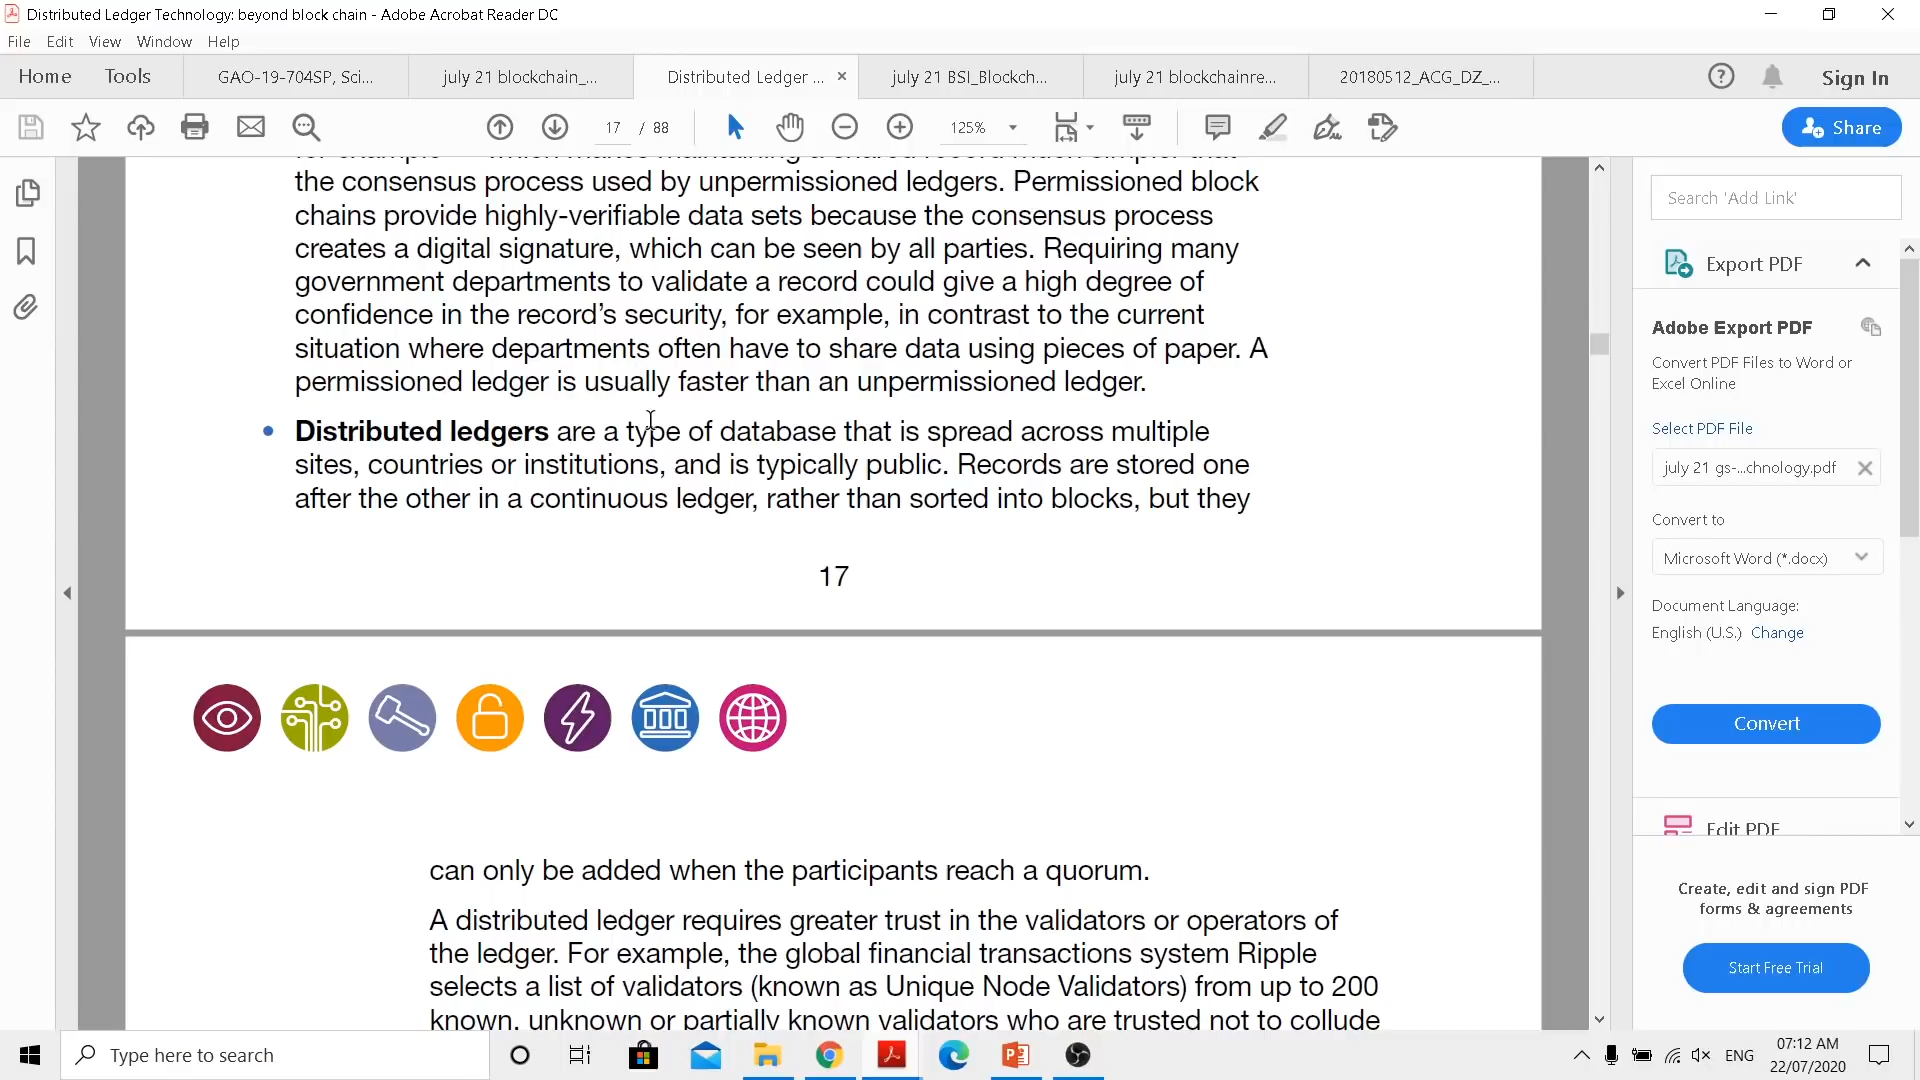 Distributed Ledger Technology: beyond block chain - Adobe Acrobat Reader DC
File Edit View Window Help
Home Tools GAO-19-704SP, Sci... july 21 blockchain_... Distributed Ledger ... july 21 BSI_Blockch... july 21 blockchainre... 20180512_ACG_DZ_... Sign In
17 / 88 125% Share
the consensus process used by unpermissioned ledgers. Permissioned block
chains provide highly-verifiable data sets because the consensus process
creates a digital signature, which can be seen by all parties. Requiring many
government departments to validate a record could give a high degree of
confidence in the record’s security, for example, in contrast to the current
situation where departments often have to share data using pieces of paper. A
permissioned ledger is usually faster than an unpermissioned ledger.
• Distributed ledgers are a type of database that is spread across multiple
sites, countries or institutions, and is typically public. Records are stored one
after the other in a continuous ledger, rather than sorted into blocks, but they
17
can only be added when the participants reach a quorum.
A distributed ledger requires greater trust in the validators or operators of
the ledger. For example, the global financial transactions system Ripple
selects a list of validators (known as Unique Node Validators) from up to 200
known, unknown or partially known validators who are trusted not to collude
Search 'Add Link'
Export PDF
Adobe Export PDF
Convert PDF Files to Word or
Excel Online
Select PDF File
july 21 gs-...chnology.pdf
Convert to
Microsoft Word (*.docx)
Document Language:
English (U.S.) Change
Convert
Edit PDF
Create, edit and sign PDF
forms & agreements
Start Free Trial
Type here to search
ENG
07:12 AM
22/07/2020